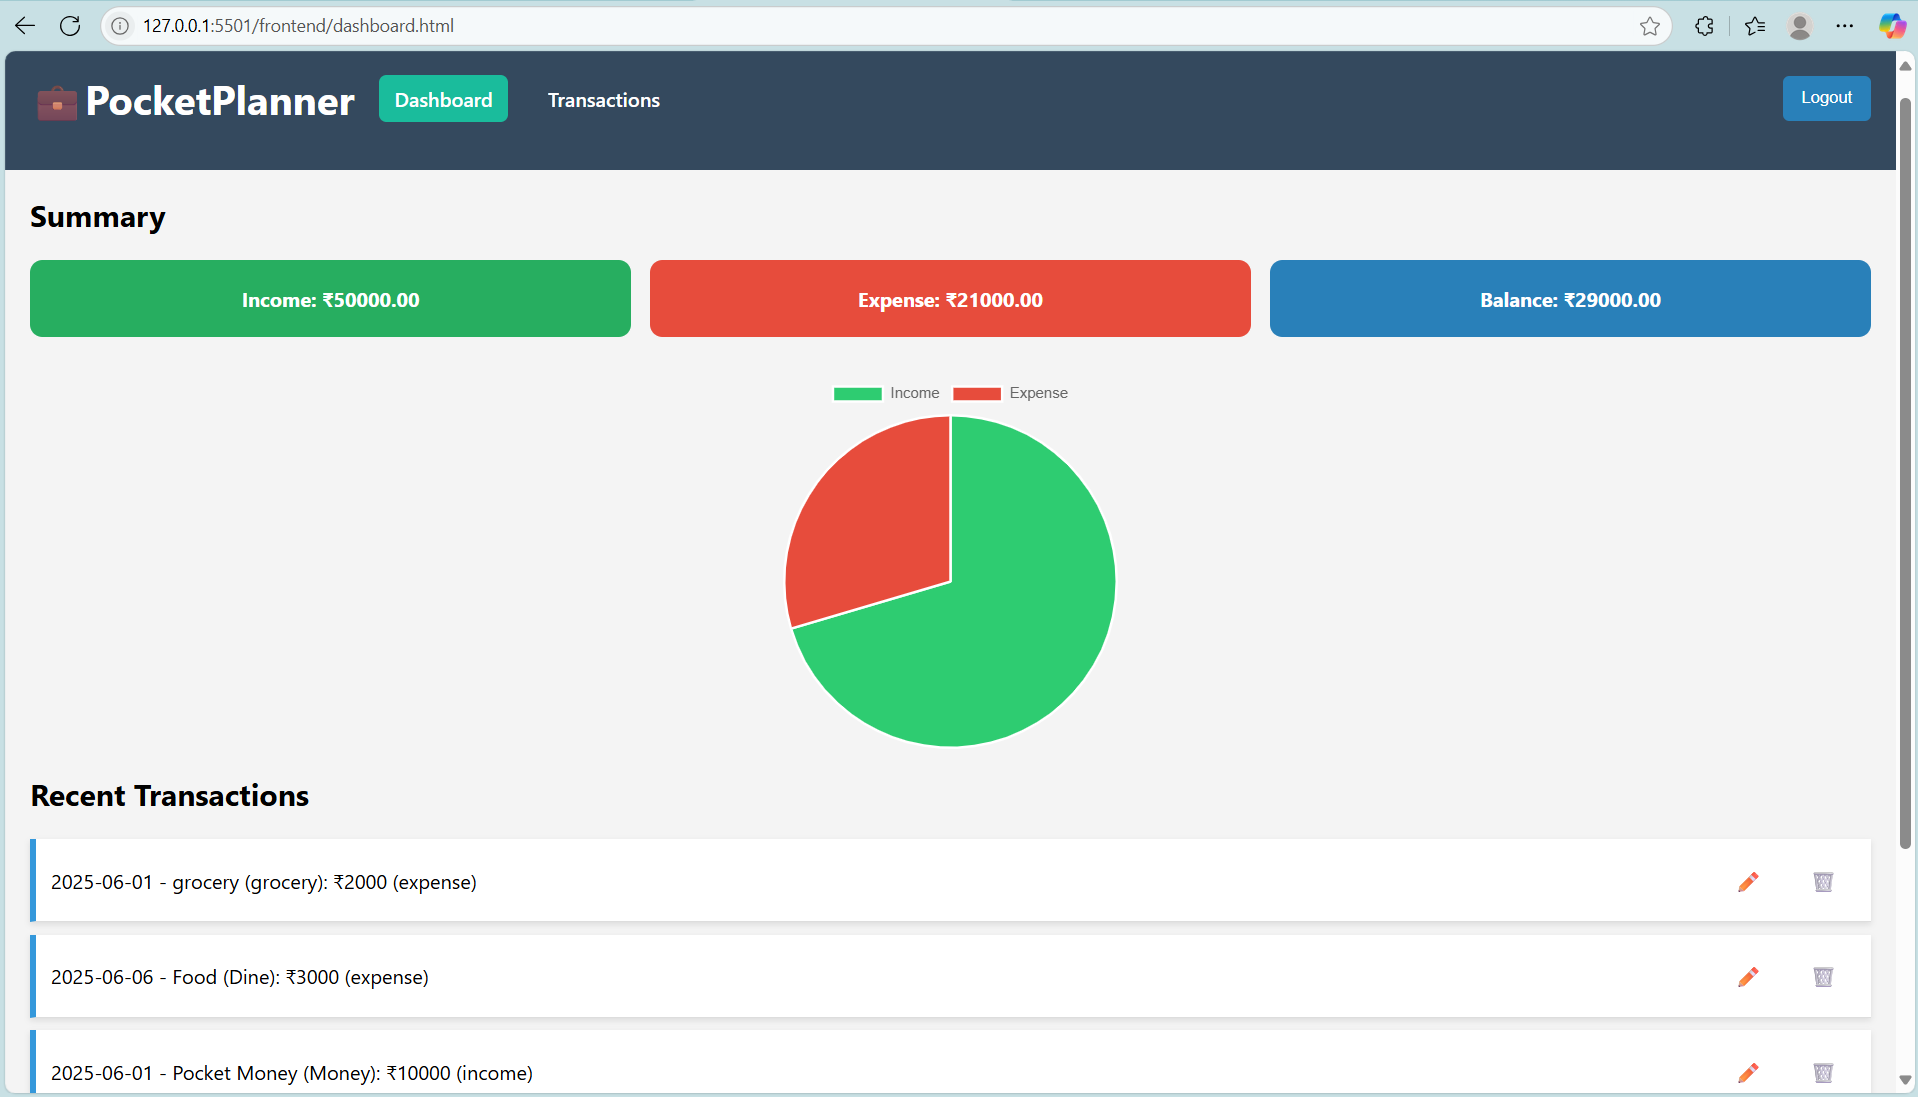 127.0.0.1:5501/frontend/dashboard.html
PocketPlanner
Dashboard
Transactions
Logout
Summary
Income: ₹50000.00
Expense: ₹21000.00
Balance: ₹29000.00
Income
Expense
Recent Transactions
2025-06-01 - grocery (grocery): ₹2000 (expense)
2025-06-06 - Food (Dine): ₹3000 (expense)
2025-06-01 - Pocket Money (Money): ₹10000 (income)